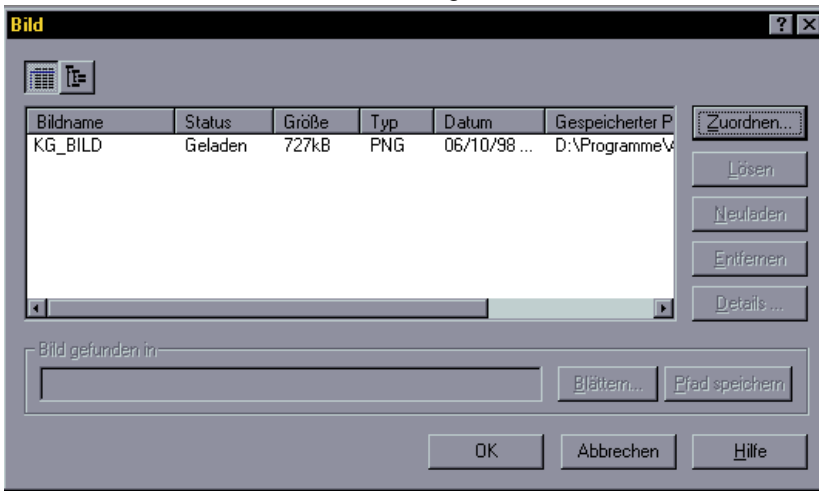 Bild
Bildname Status Größe Typ Datum Gespeicherter P
KG_BILD Geladen 727kB PNG 06/10/98 ... D:\Programme\A
Zuordnen...
Lösen
Neuladen
Entfernen
Details ...
Bild gefunden in
Blättern... Pfad speichern
OK Abbrechen Hilfe